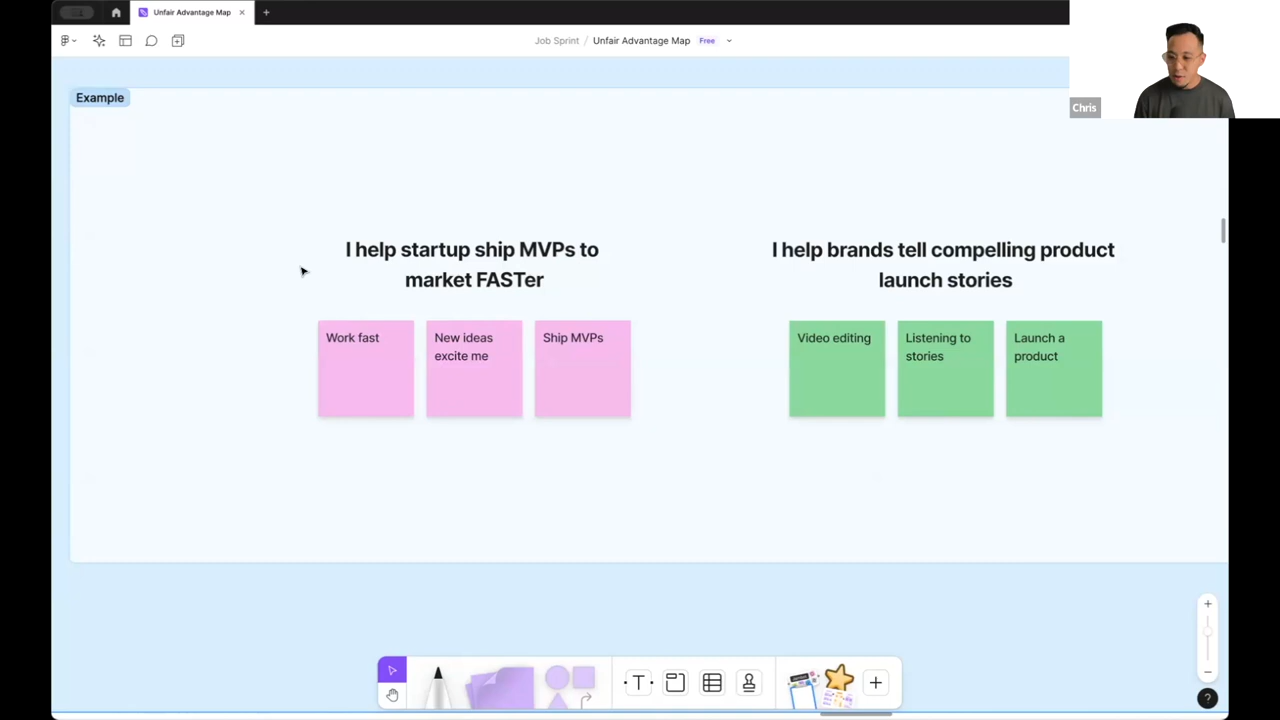 Unfair Advantage Map
Job Sprint / Unfair Advantage Map Free
Chris
Example
I help startup ship MVPs to
market FASTer
Work fast
New ideas
excite me
Ship MVPs
I help brands tell compelling product
launch stories
Video editing
Listening to
stories
Launch a
product
T
?